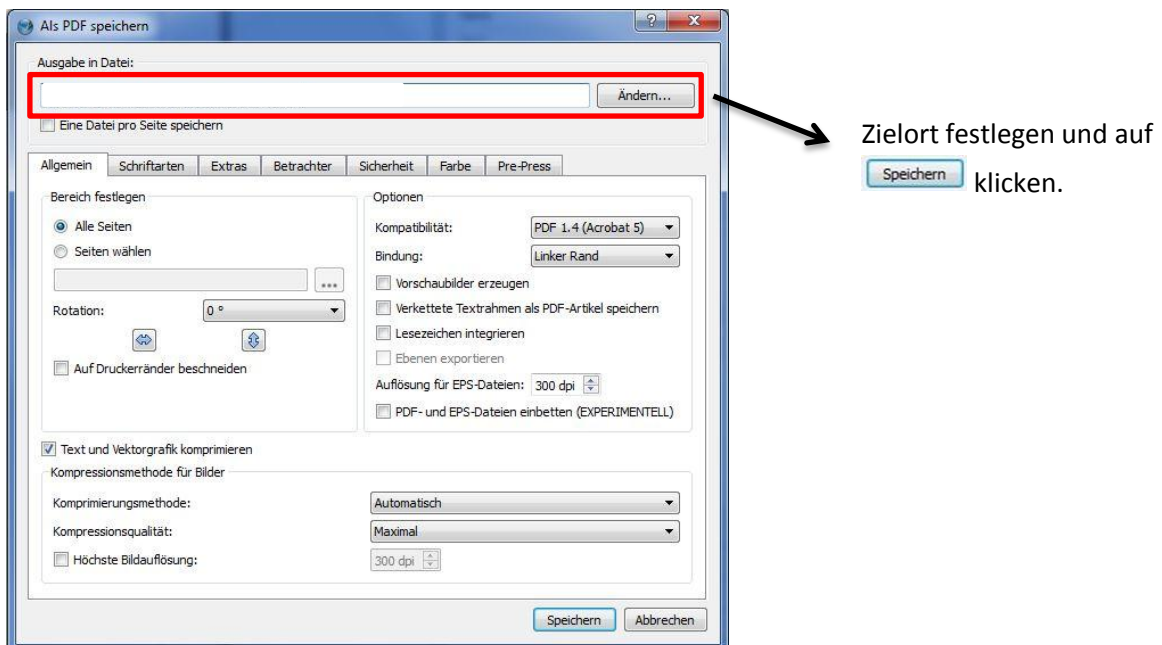 Als PDF speichern
Ausgabe in Datei:
Ändern...
Eine Datei pro Seite speichern
Zielort festlegen und auf
Speichern klicken.
Allgemein Schriftarten Extras Betrachter Sicherheit Farbe Pre-Press
Bereich festlegen
Alle Seiten
Seiten wählen
...
Rotation: 0 °
Auf Druckerränder beschneiden
Optionen
Kompatibilität: PDF 1.4 (Acrobat 5)
Bindung: Linker Rand
Vorschaubilder erzeugen
Verkettete Textrahmen als PDF-Artikel speichern
Lesezeichen integrieren
Ebenen exportieren
Auflösung für EPS-Dateien: 300 dpi
PDF- und EPS-Dateien einbetten (EXPERIMENTELL)
Text und Vektorgrafik komprimieren
Kompressionsmethode für Bilder
Komprimierungsmethode: Automatisch
Kompressionsqualität: Maximal
Höchste Bildauflösung: 300 dpi
Speichern Abbrechen